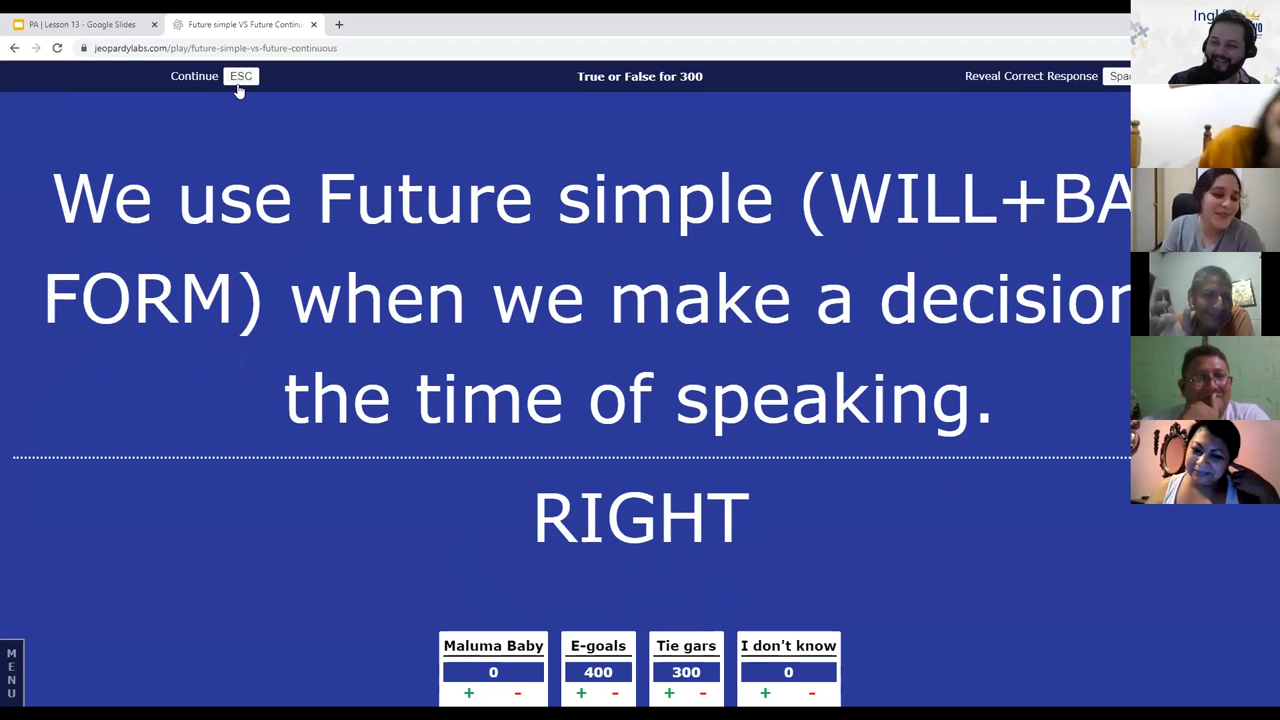 PA | Lesson 13 - Google Slides
Future simple VS Future Continu
jeopardylabs.com/play/future-simple-vs-future-continuous
Continue ESC
True or False for 300
Reveal Correct Response
We use Future simple (WILL+BA
FORM) when we make a decision
the time of speaking.
RIGHT
MENU
Maluma Baby E-goals Tie gars I don't know
0 400 300 0
+ - + - + - + -